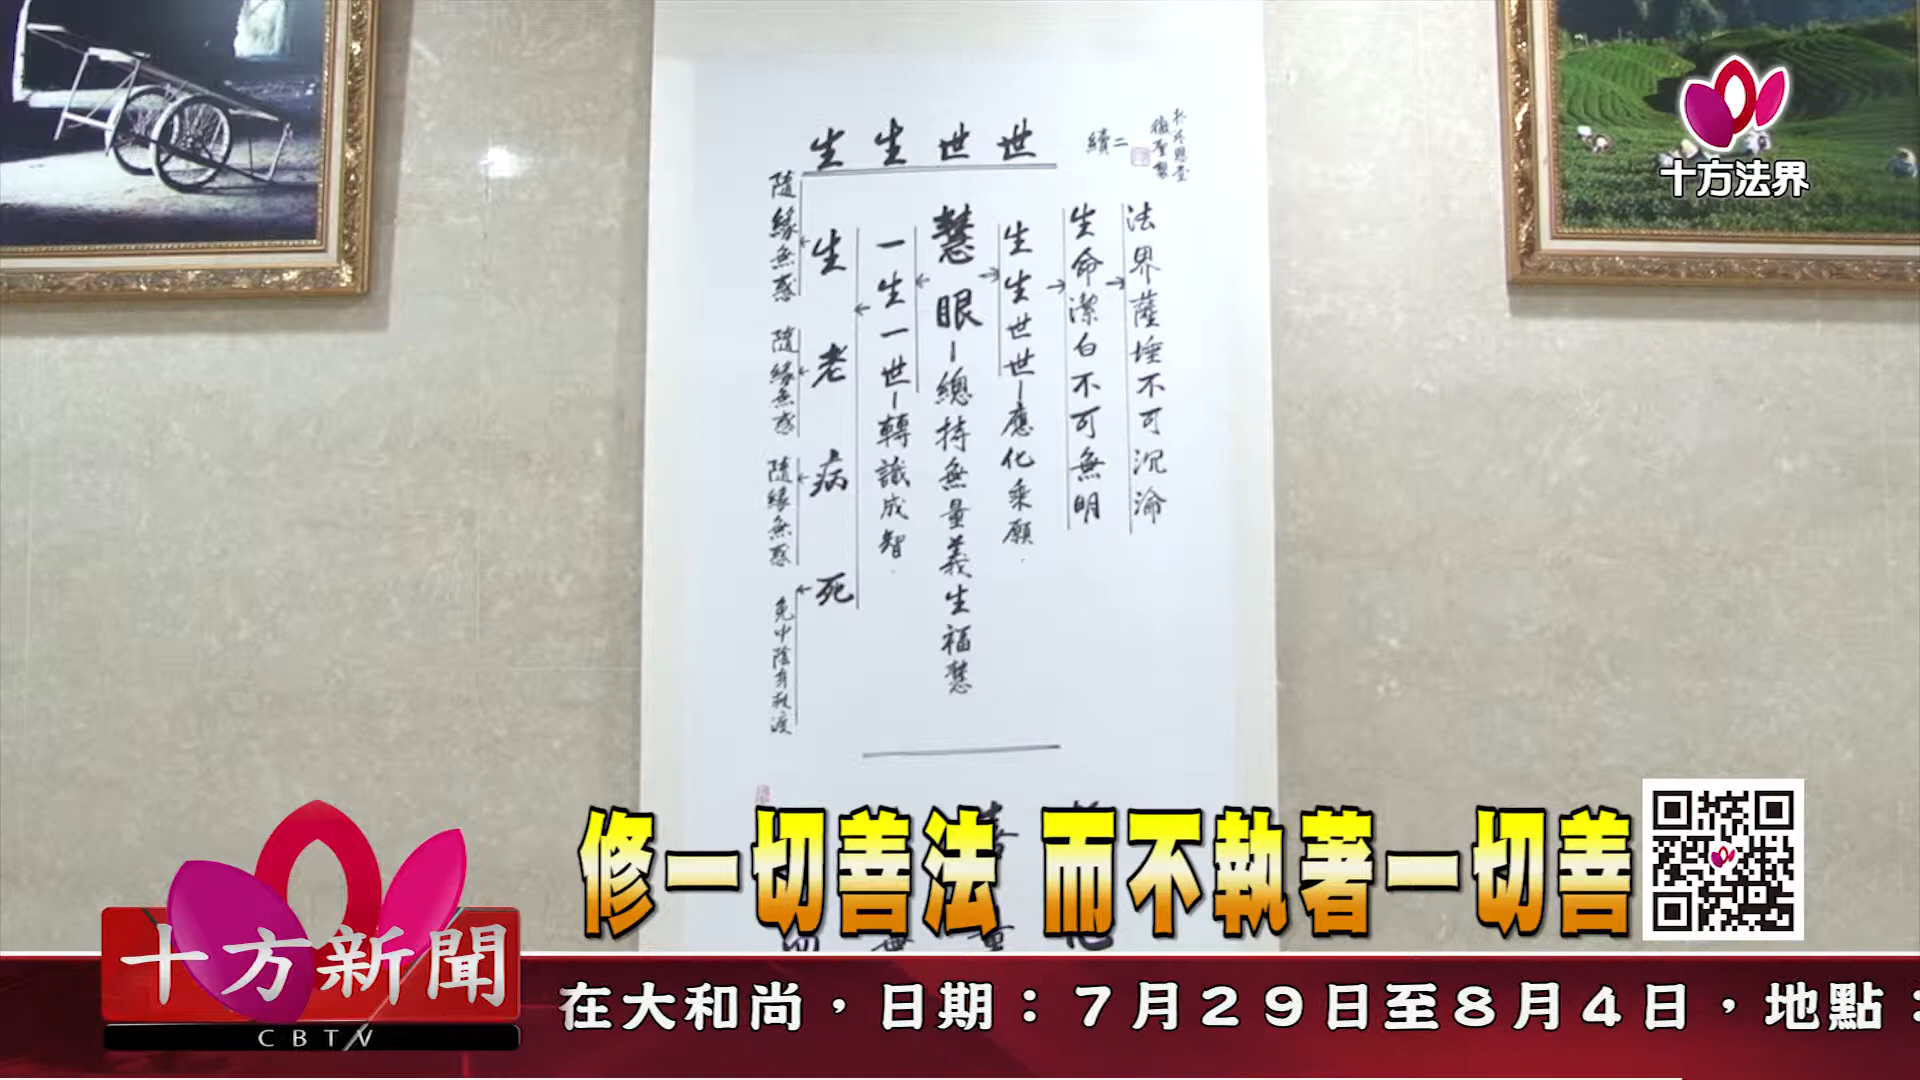 十方法界
二續
世世生生
法界薩埵不可沉淪
生命潔白不可無明
生生世世－應化乘願
慧眼－總持無量義生福慧
一生一世－轉識成智
生老病死
隨緣無惑
隨緣無惑
隨緣無惑
修一切善法 而不執著一切善
十方新聞
CBTV
在大和尚，日期：7月29日至8月4日，地點：